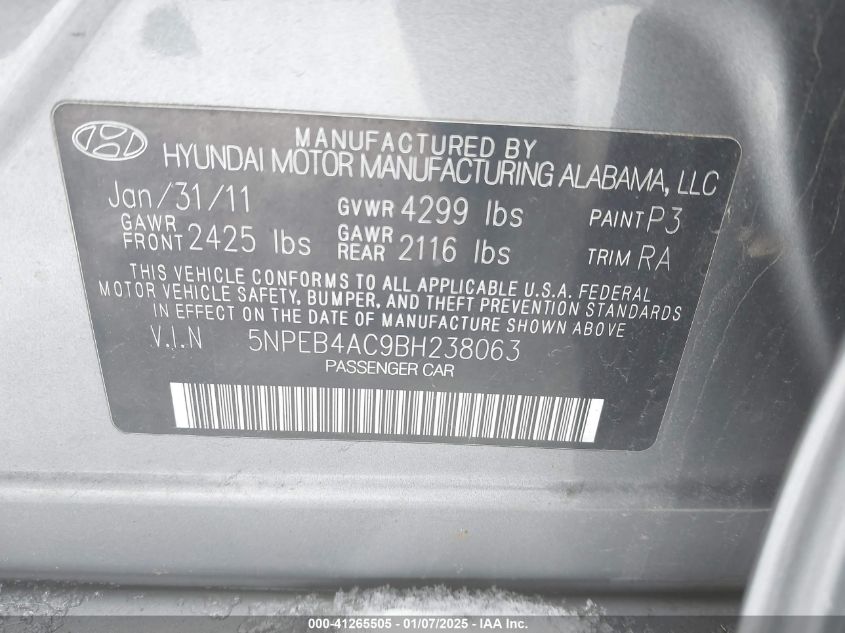 MANUFACTURED BY
HYUNDAI MOTOR MANUFACTURING ALABAMA, LLC
Jan/31/11 GVWR 4299 lbs PAINT P3
GAWR FRONT 2425 lbs GAWR REAR 2116 lbs TRIM RA
THIS VEHICLE CONFORMS TO ALL APPLICABLE U.S.A. FEDERAL
MOTOR VEHICLE SAFETY, BUMPER, AND THEFT PREVENTION STANDARDS
IN EFFECT ON THE DATE OF MANUFACTURE SHOWN ABOVE
V.I.N 5NPEB4AC9BH238063
PASSENGER CAR
000-41265505 - 01/07/2025 - IAA Inc.